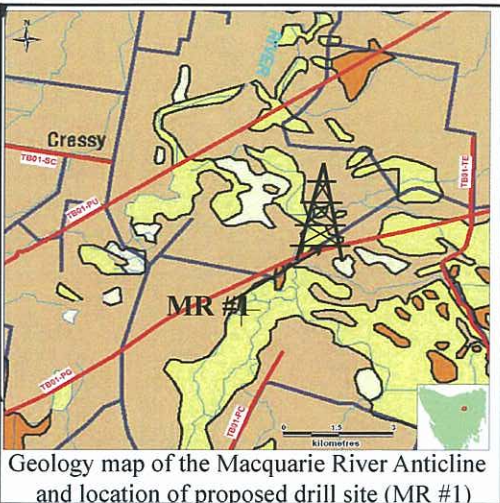 N
RIVER
Cressy
TB01-SC
TB01-PU
TB01-TE
MR #1
TB01-PG
TB01-PC
0 1.5 3
kilometres
Geology map of the Macquarie River Anticline
and location of proposed drill site (MR #1)